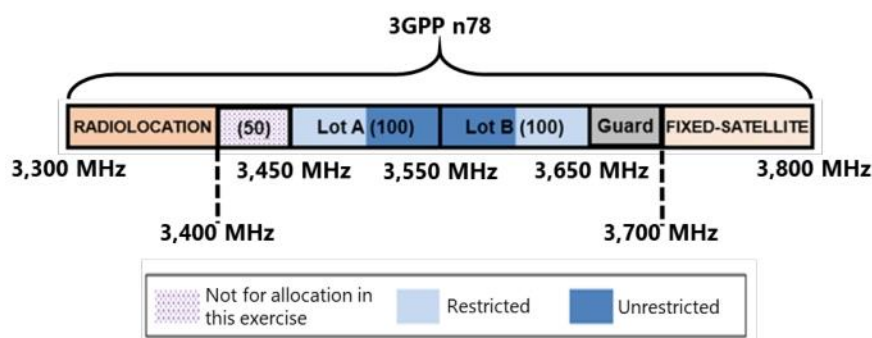 3GPP n78
RADIOLOCATION (50) Lot A (100) Lot B (100) Guard FIXED-SATELLITE
3,300 MHz 3,450 MHz 3,550 MHz 3,650 MHz 3,800 MHz
3,400 MHz 3,700 MHz
Not for allocation in
this exercise
Restricted
Unrestricted